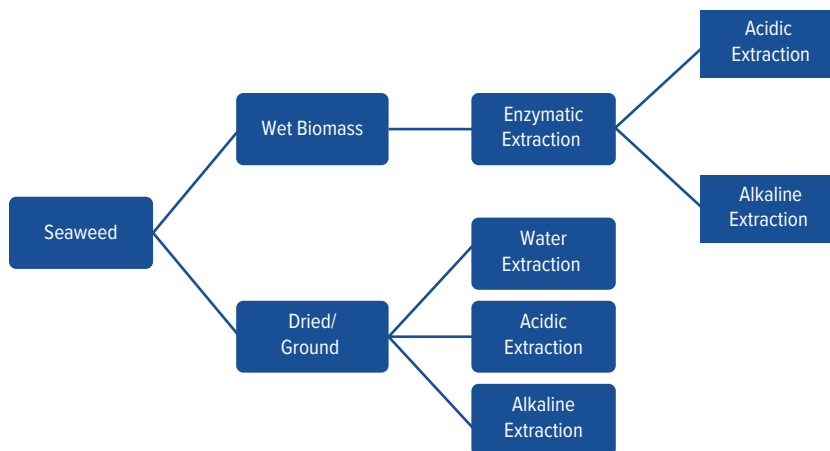 Acidic
Extraction
Wet Biomass
Enzymatic
Extraction
Alkaline
Extraction
Seaweed
Water
Extraction
Dried/
Ground
Acidic
Extraction
Alkaline
Extraction